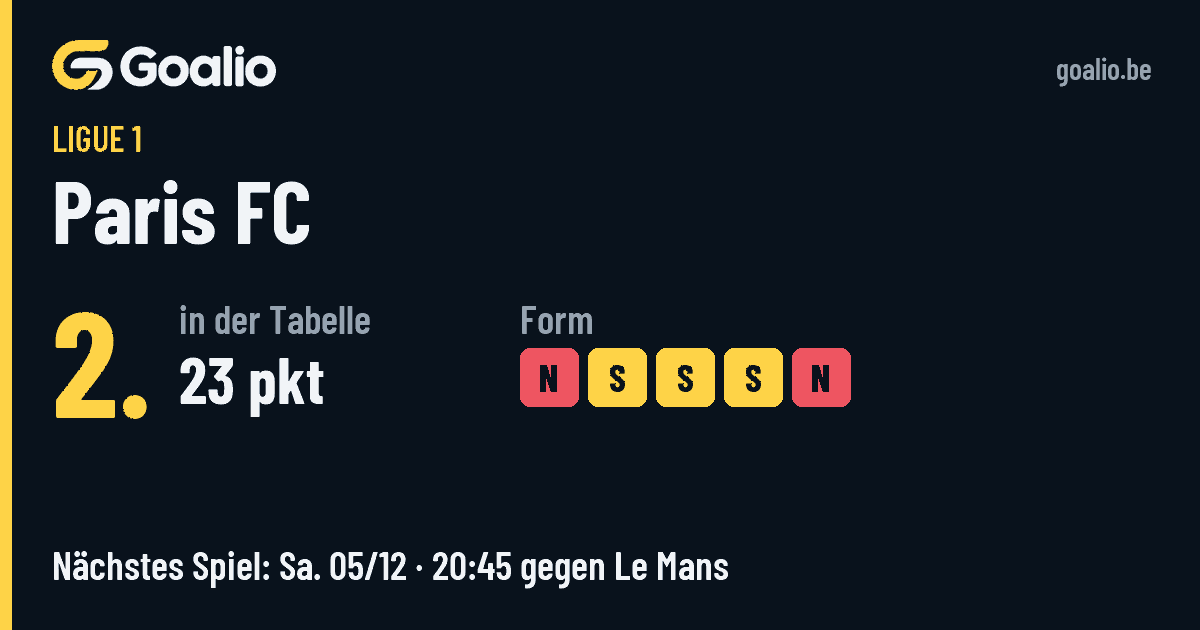 Goalio
goalio.be
LIGUE 1
Paris FC
2.
in der Tabelle
23 pkt
Form
N S S S N
Nächstes Spiel: Sa. 05/12 · 20:45 gegen Le Mans